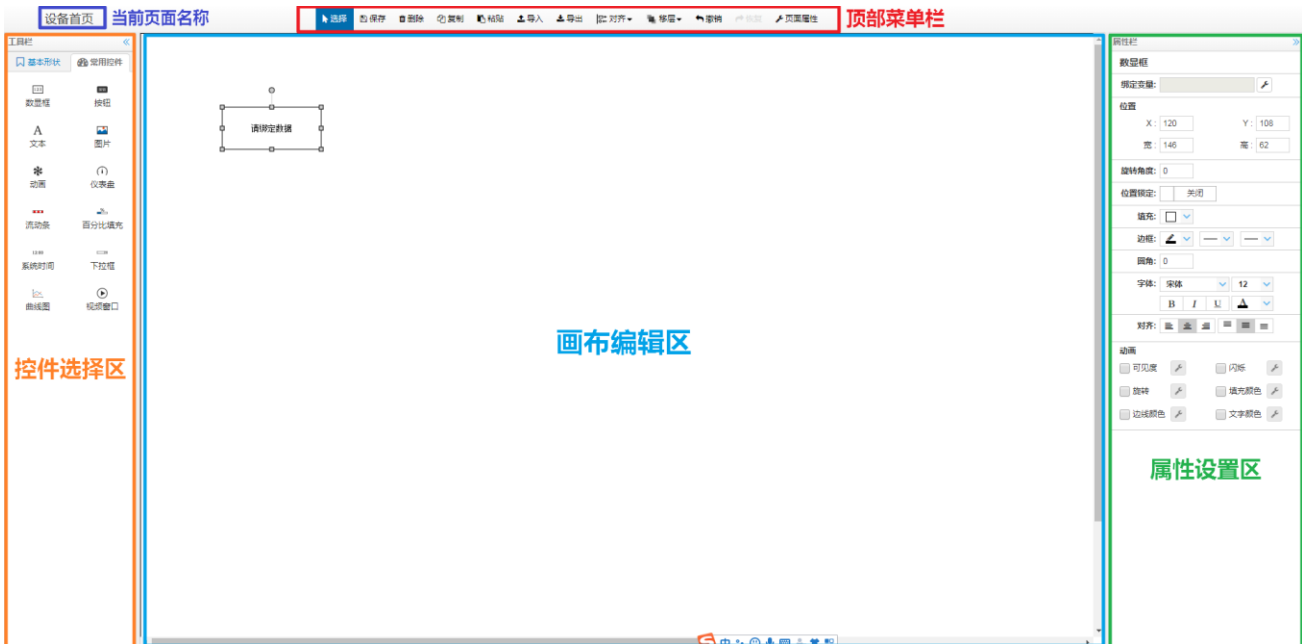 设备首页 当前页面名称 选择 保存 删除 复制 粘贴 导入 导出 对齐 移层 撤销 页面属性 顶部菜单栏
工具栏
基本形状 常用控件
数显框 按钮
A
文本 图片
动画 仪表盘
流动条 百分比填充
系统时间 下拉框
曲线图 视频窗口
控件选择区
请绑定数据
画布编辑区
中
属性栏
数显框
绑定变量:
位置
X: 120 Y: 108
宽: 146 高: 62
旋转角度: 0
位置锁定: 关闭
填充:
边框:
圆角: 0
字体: 宋体 12
B I U A
对齐:
动画
可见度 闪烁
旋转 填充颜色
边线颜色 文字颜色
属性设置区